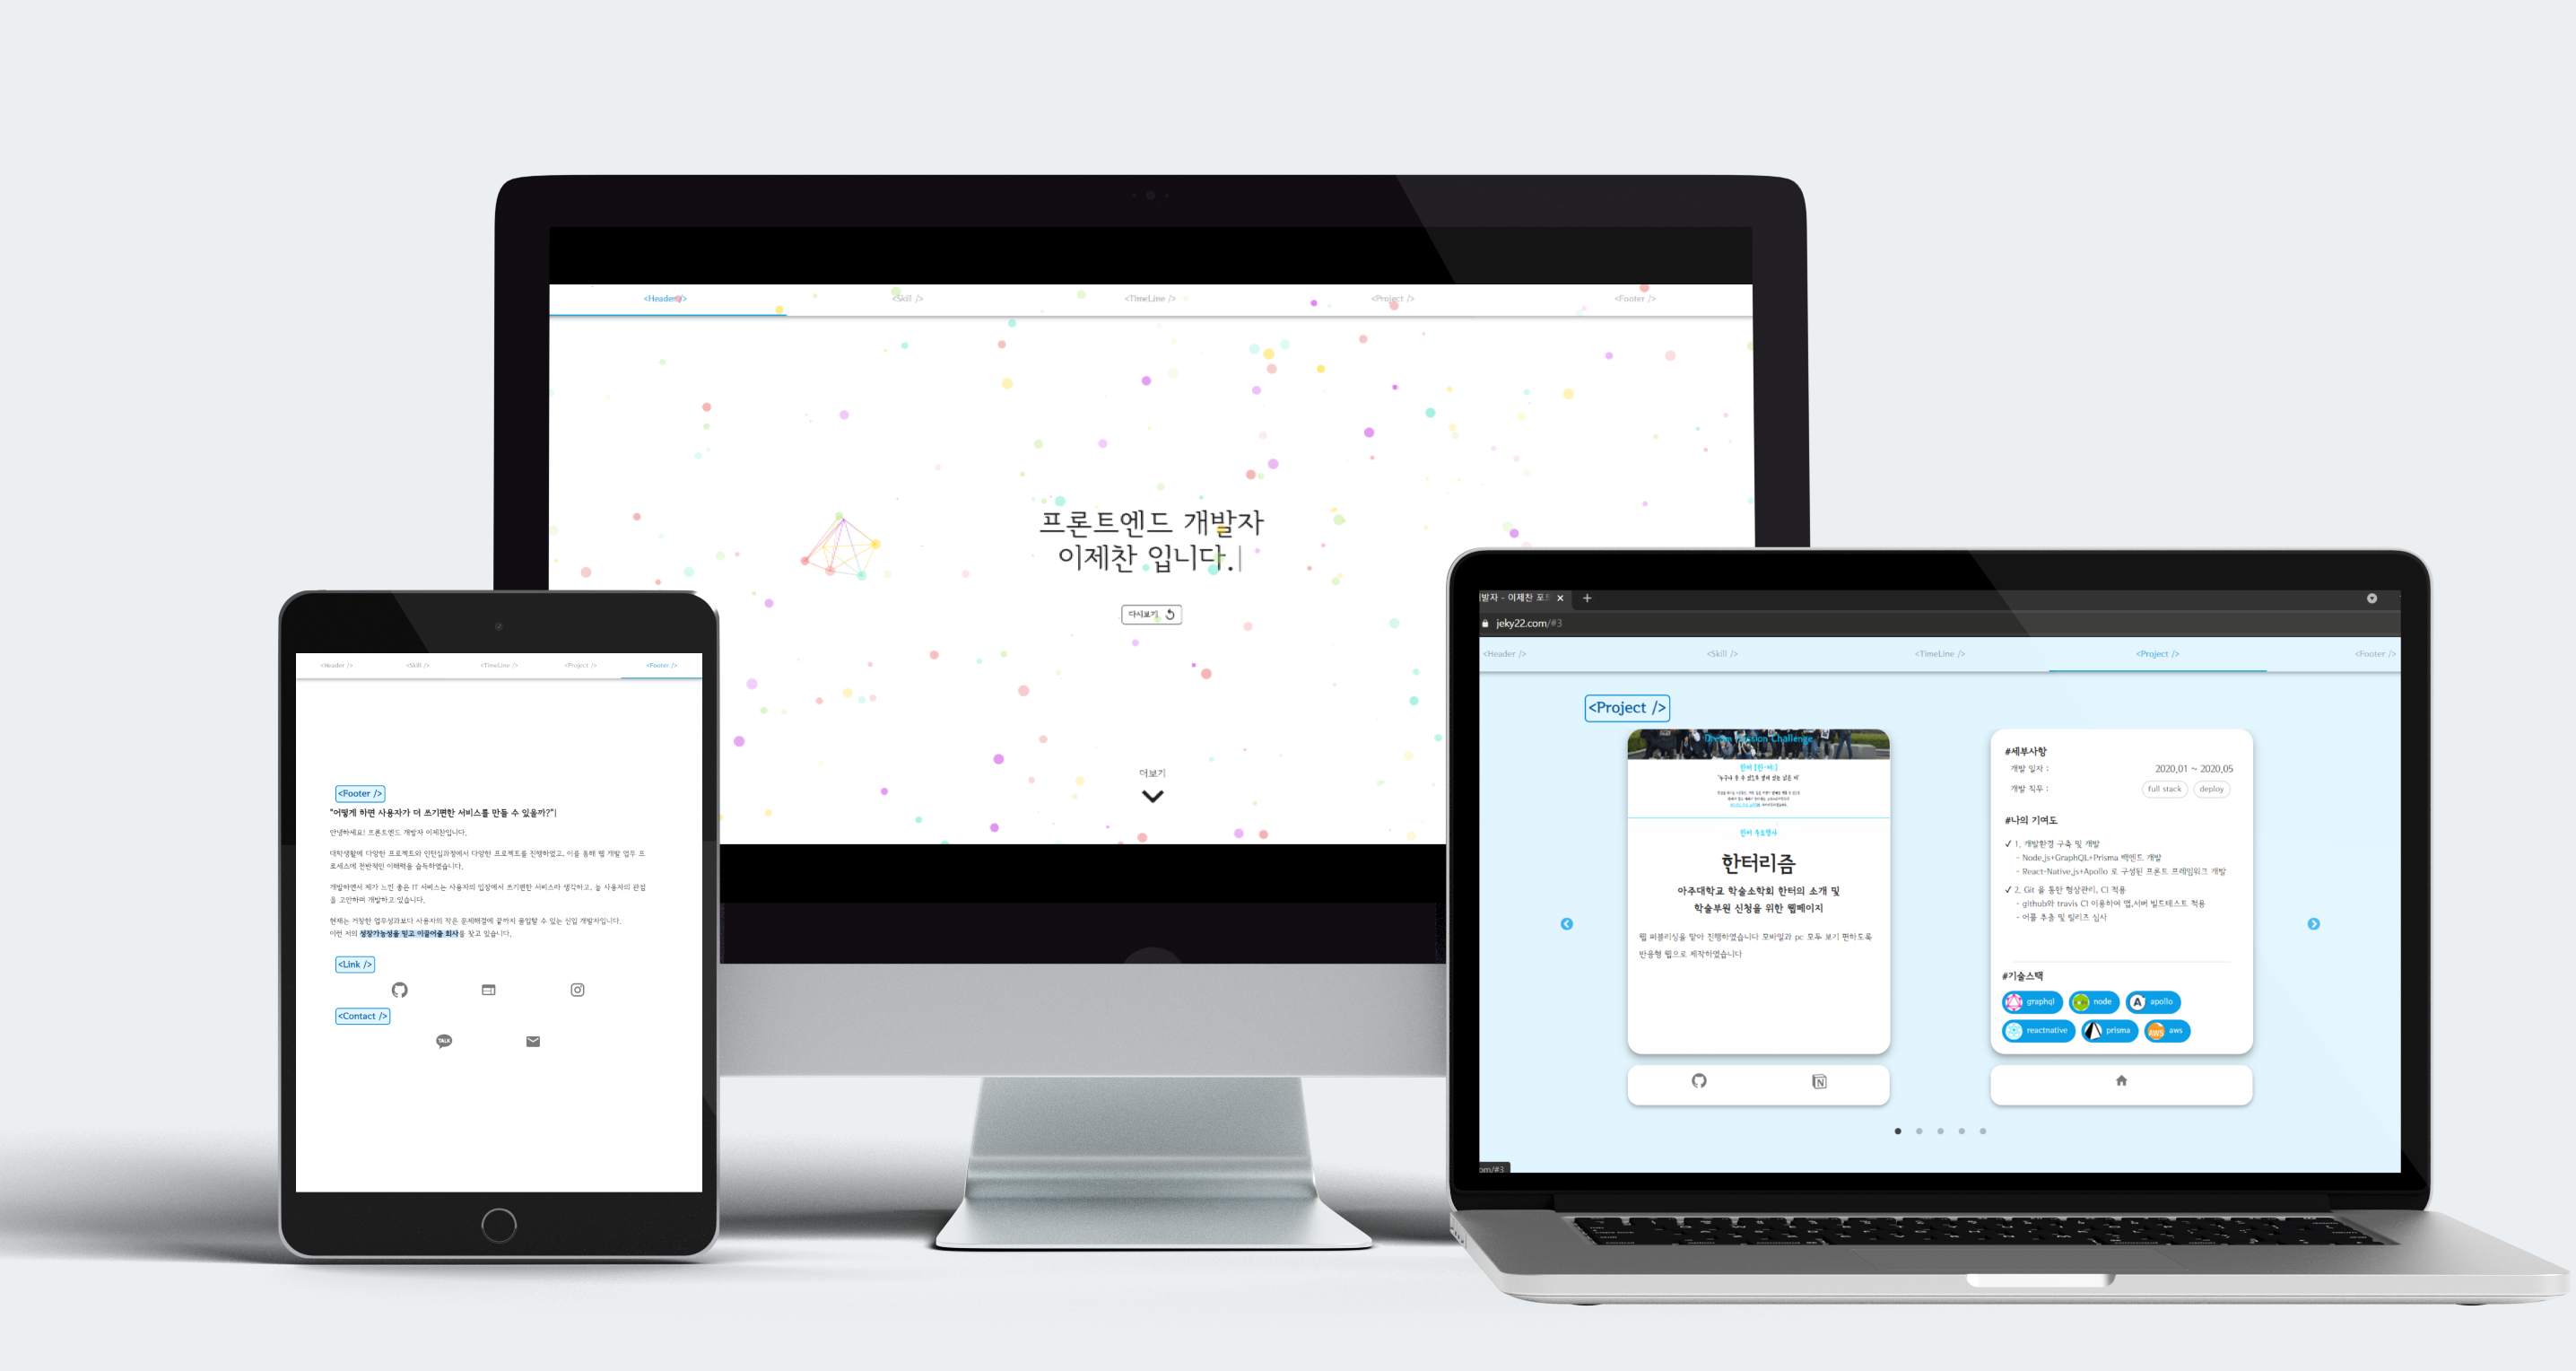 <Header/>
<Skill />
<TimeLine />
<Project />
<Footer />
프론트엔드 개발자
이제찬 입니다.|
다시보기
더보기
<Header />
<Skill />
<TimeLine />
<Project />
<Footer />
<Footer />
"어떻게 하면 사용자가 더 쓰기편한 서비스를 만들 수 있을까?"|
안녕하세요! 프론트엔드 개발자 이제찬입니다.
대학생활에 다양한 프로젝트와 인턴십과정에서 다양한 프로젝트를 진행하였고, 이를 통해 웹 개발 업무 프
로세스에 전반적인 이해력을 습득하였습니다.
개발하면서 제가 느낀 좋은 IT 서비스는 사용자의 입장에서 쓰기편한 서비스라 생각하고, 늘 사용자의 관점
을 고민하며 개발하고 있습니다.
현재는 거창한 업무성과보다 사용자의 작은 문제해결에 끝까지 몰입할 수 있는 신입 개발자입니다.
이런 저의 성장가능성을 믿고 이끌어줄 회사를 찾고 있습니다.
<Link />
<Contact />
TALK
발자 - 이제찬 포트
jeky22.com/#3
<Header />
<Skill />
<TimeLine />
<Project />
<Footer />
<Project />
Dream Mission Challenge
한터 [한·터:]
한터 주요행사
한터리즘
아주대학교 학술소학회 한터의 소개 및
학술부원 신청을 위한 웹페이지
웹 퍼블리싱을 맡아 진행하였습니다 모바일과 pc 모두 보기 편하도록
반응형 웹으로 제작하였습니다
#세부사항
개발 일자 :
2020.01 ~ 2020.05
개발 직무 :
full stack
deploy
#나의 기여도
✓ 1. 개발환경 구축 및 개발
- Node.js+GraphQL+Prisma 백엔드 개발
- React-Native.js+Apollo 로 구성된 프론트 프레임워크 개발
✓ 2. Git 을 통한 형상관리, CI 적용
- github와 travis CI 이용하여 앱,서버 빌드테스트 적용
- 어플 추출 및 릴리즈 심사
#기술스택
graphql
node
apollo
reactnative
prisma
aws
om/#3